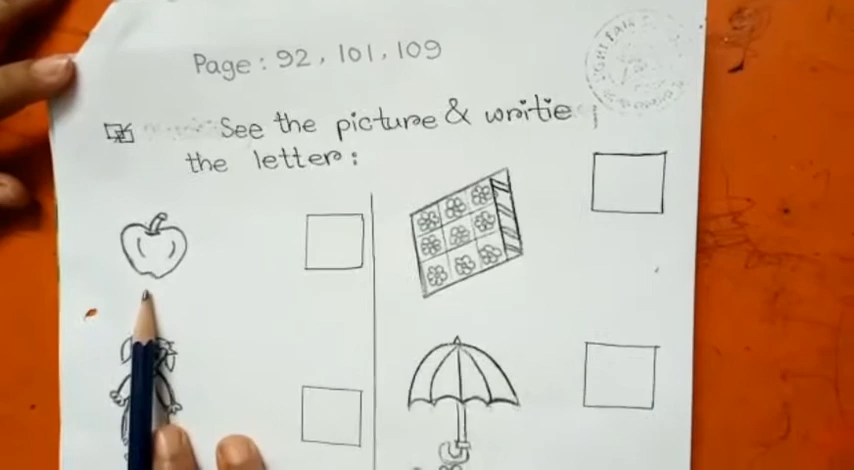 Page : 92, 101, 109
See the picture & writie
the letter :